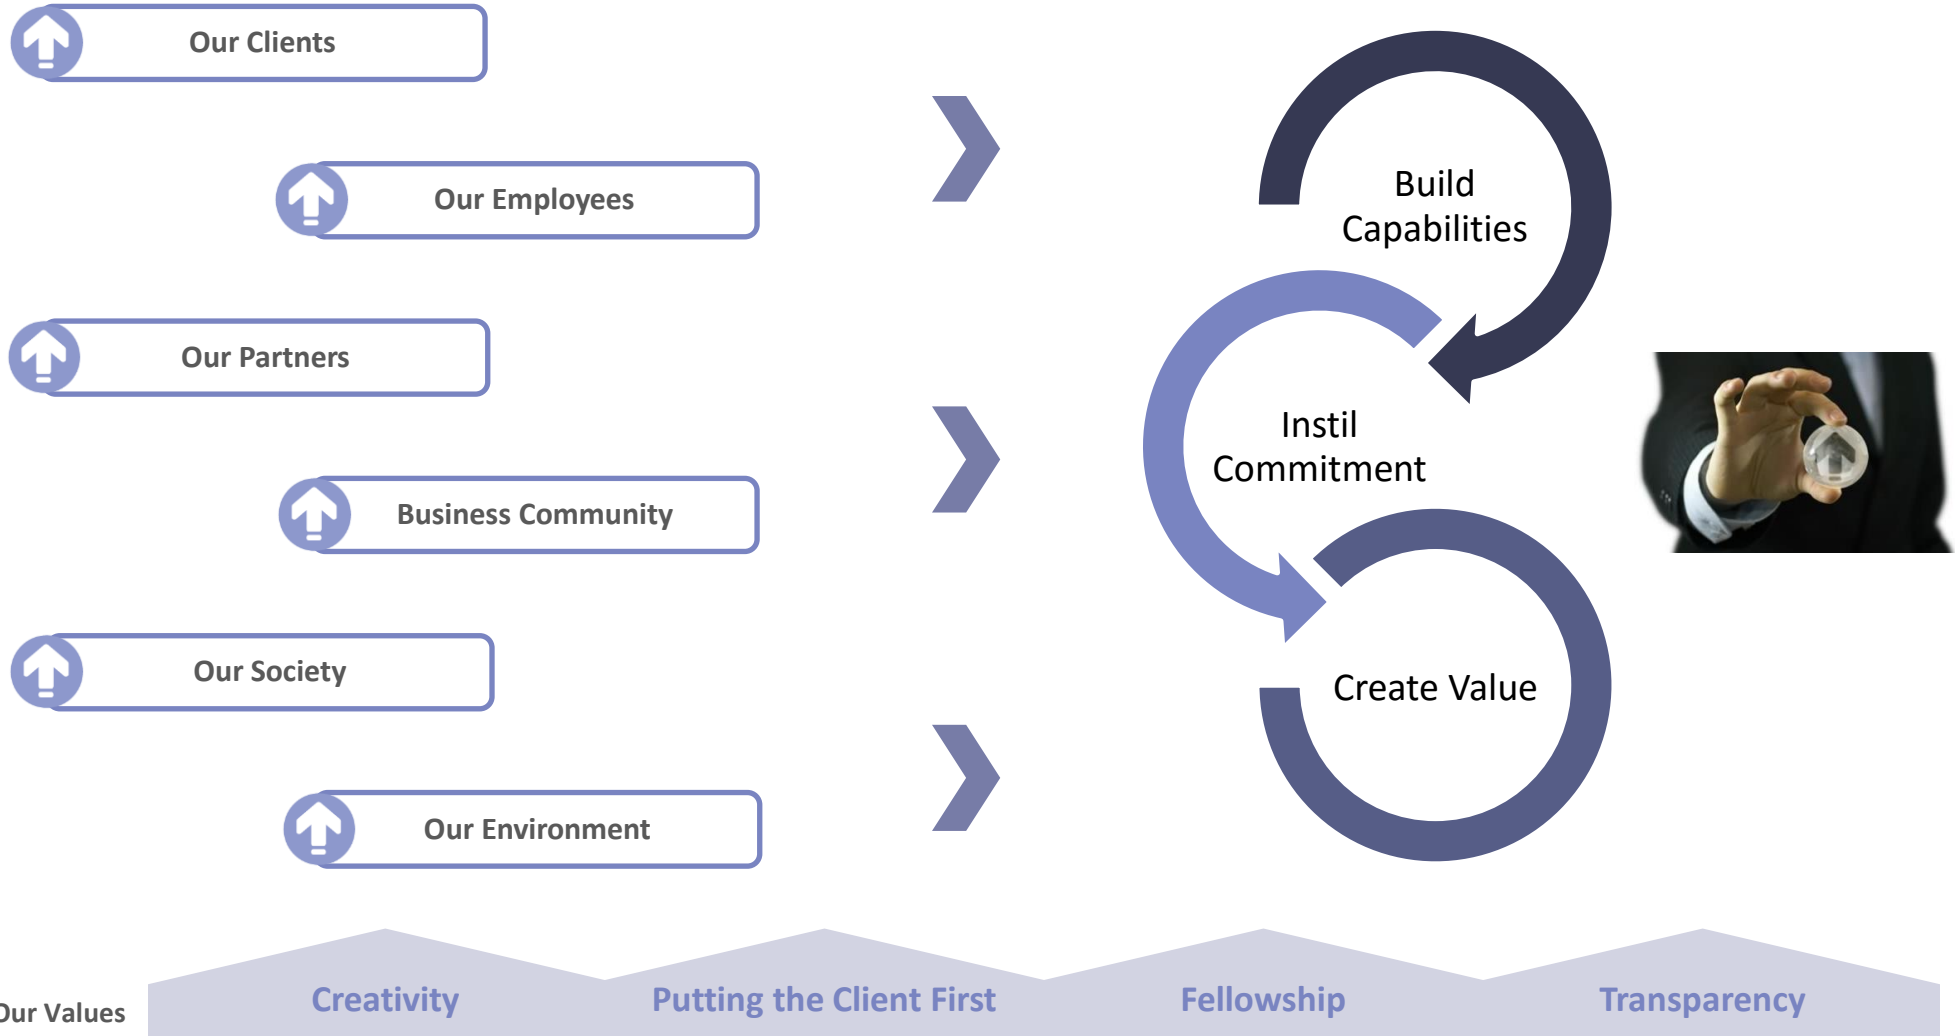 Our Clients
Our Employees
Our Partners
Business Community
Our Society
Our Environment
Build
Capabilities
Instil
Commitment
Create Value
Our Values
Creativity
Putting the Client First
Fellowship
Transparency